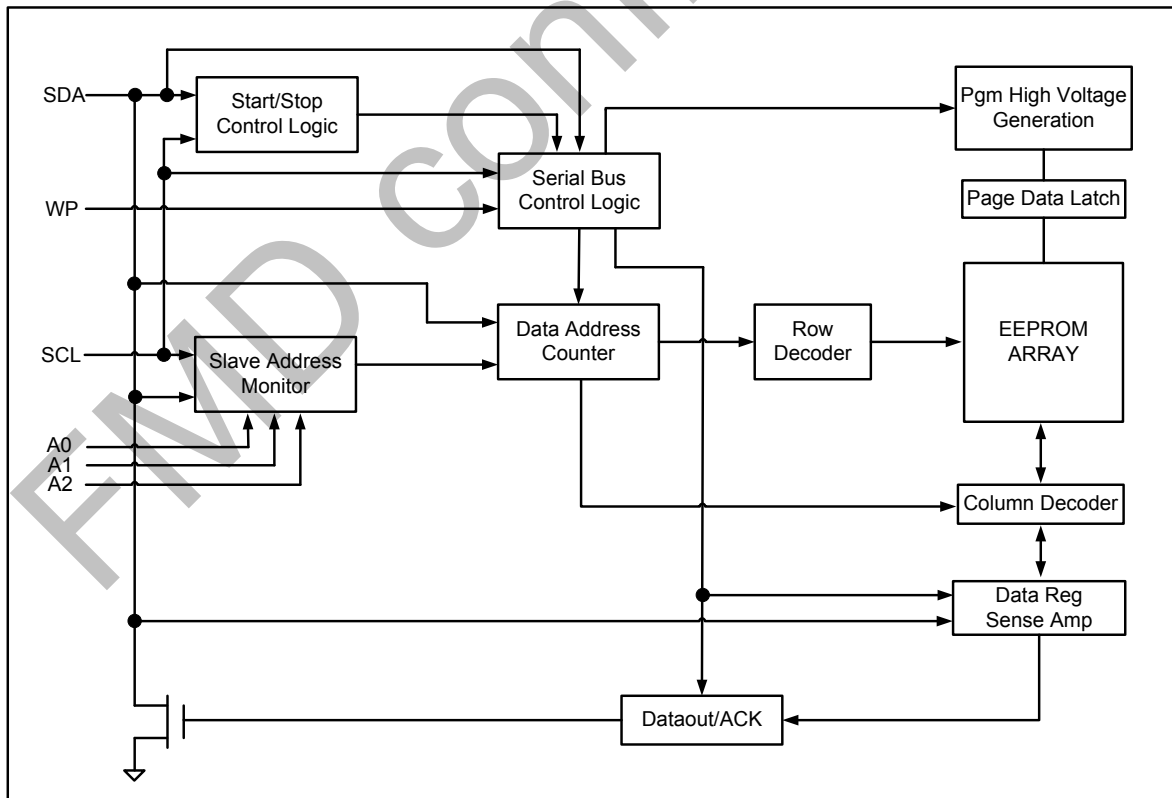 SDA
Start/Stop
Control Logic
Pgm High Voltage
Generation
Serial Bus
Control Logic
WP
Page Data Latch
Data Address
Counter
Row
Decoder
EEPROM
ARRAY
SCL
Slave Address
Monitor
A0
A1
A2
Column Decoder
Data Reg
Sense Amp
Dataout/ACK
FMD